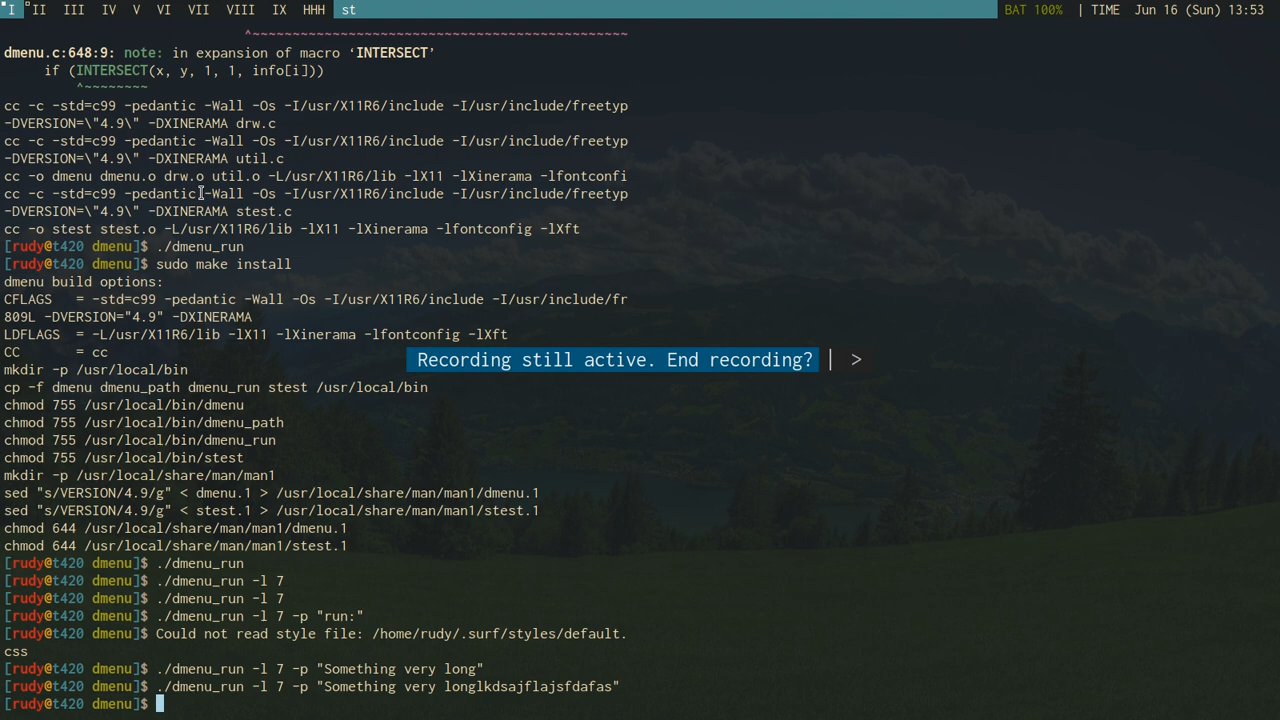 I II III IV V VI VII VIII IX HHH st BAT 100% | TIME Jun 16 (Sun) 13:53
^~~~~~~~~~~~~~~~~~~~~~~~~~~~~~~~~~~~~~~~~~~~~~~~
dmenu.c:648:9: note: in expansion of macro ‘INTERSECT’
if (INTERSECT(x, y, 1, 1, info[i]))
^~~~~~~~~
cc -c -std=c99 -pedantic -Wall -Os -I/usr/X11R6/include -I/usr/include/freetyp
-DVERSION=\"4.9\" -DXINERAMA drw.c
cc -c -std=c99 -pedantic -Wall -Os -I/usr/X11R6/include -I/usr/include/freetyp
-DVERSION=\"4.9\" -DXINERAMA util.c
cc -o dmenu dmenu.o drw.o util.o -L/usr/X11R6/lib -lX11 -lXinerama -lfontconfi
cc -c -std=c99 -pedantic -Wall -Os -I/usr/X11R6/include -I/usr/include/freetyp
-DVERSION=\"4.9\" -DXINERAMA stest.c
cc -o stest stest.o -L/usr/X11R6/lib -lX11 -lXinerama -lfontconfig -lXft
[rudy@t420 dmenu]$ ./dmenu_run
[rudy@t420 dmenu]$ sudo make install
dmenu build options:
CFLAGS = -std=c99 -pedantic -Wall -Os -I/usr/X11R6/include -I/usr/include/fr
809L -DVERSION="4.9" -DXINERAMA
LDFLAGS = -L/usr/X11R6/lib -lX11 -lXinerama -lfontconfig -lXft
CC = cc
Recording still active. End recording? | >
mkdir -p /usr/local/bin
cp -f dmenu dmenu_path dmenu_run stest /usr/local/bin
chmod 755 /usr/local/bin/dmenu
chmod 755 /usr/local/bin/dmenu_path
chmod 755 /usr/local/bin/dmenu_run
chmod 755 /usr/local/bin/stest
mkdir -p /usr/local/share/man/man1
sed "s/VERSION/4.9/g" < dmenu.1 > /usr/local/share/man/man1/dmenu.1
sed "s/VERSION/4.9/g" < stest.1 > /usr/local/share/man/man1/stest.1
chmod 644 /usr/local/share/man/man1/dmenu.1
chmod 644 /usr/local/share/man/man1/stest.1
[rudy@t420 dmenu]$ ./dmenu_run
[rudy@t420 dmenu]$ ./dmenu_run -l 7
[rudy@t420 dmenu]$ ./dmenu_run -l 7
[rudy@t420 dmenu]$ ./dmenu_run -l 7 -p "run:"
[rudy@t420 dmenu]$ Could not read style file: /home/rudy/.surf/styles/default.
css
[rudy@t420 dmenu]$ ./dmenu_run -l 7 -p "Something very long"
[rudy@t420 dmenu]$ ./dmenu_run -l 7 -p "Something very longlkdsajflajsfdafas"
[rudy@t420 dmenu]$